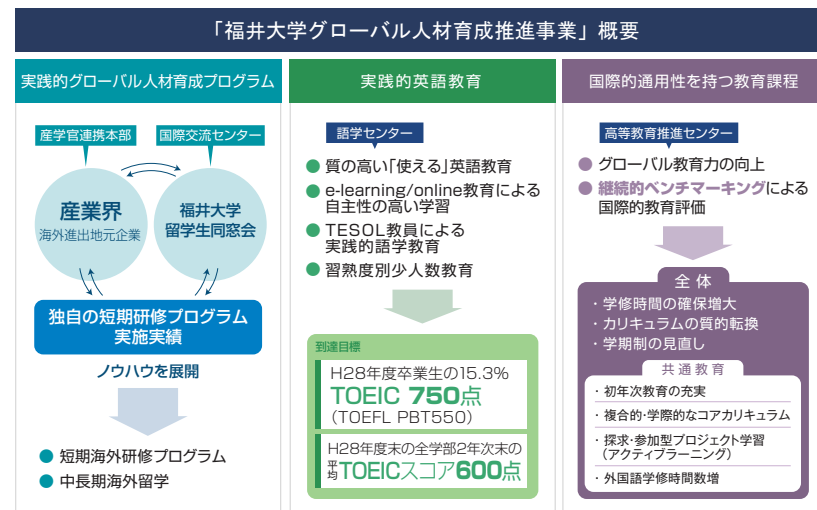 「福井大学グローバル人材育成推進事業」概要
実践的グローバル人材育成プログラム
産学官連携本部
国際交流センター
産業界
海外進出地元企業
福井大学
留学生同窓会
独自の短期研修プログラム
実施実績
ノウハウを展開
● 短期海外研修プログラム
● 中長期海外留学
実践的英語教育
語学センター
● 質の高い「使える」英語教育
● e-learning/online教育による
自主性の高い学習
● TESOL教員による
実践的語学教育
● 習熟度別少人数教育
到達目標
H28年度卒業生の15.3%
TOEIC 750点
(TOEFL PBT550)
H28年度末の全学部2年次末の
平均TOEICスコア600点
国際的通用性を持つ教育課程
高等教育推進センター
● グローバル教育力の向上
● 継続的ベンチマーキングによる
国際的教育評価
全体
・学修時間の確保増大
・カリキュラムの質的転換
・学期制の見直し
共通教育
・初年次教育の充実
・複合的・学際的なコアカリキュラム
・探求・参加型プロジェクト学習
(アクティブラーニング)
・外国語学修時間数増